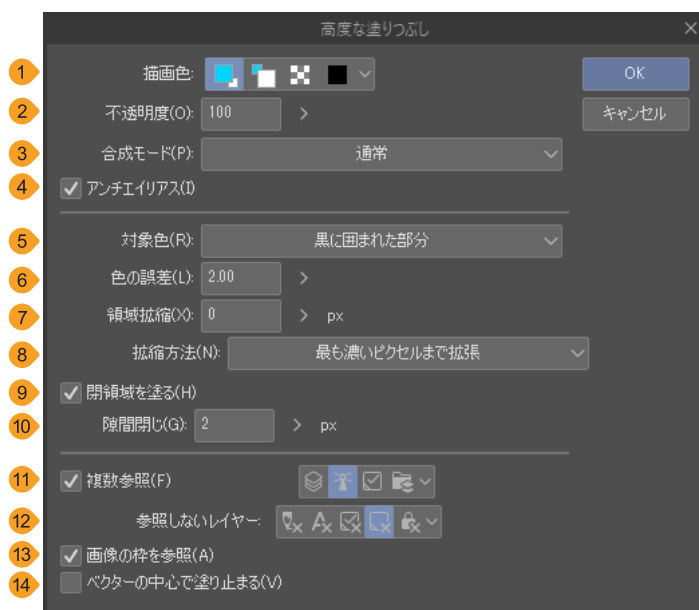 高度な塗りつぶし
1 描画色: OK
2 不透明度(O): 100 キャンセル
3 合成モード(P): 通常
4 アンチエイリアス(I)
5 対象色(R): 黒に囲まれた部分
6 色の誤差(L): 2.00
7 領域拡縮(X): 0 px
8 拡縮方法(N): 最も濃いピクセルまで拡張
9 閉領域を塗る(H)
10 隙間閉じ(G): 2 px
11 複数参照(F)
12 参照しないレイヤー:
13 画像の枠を参照(A)
14 ベクターの中心で塗り止まる(V)